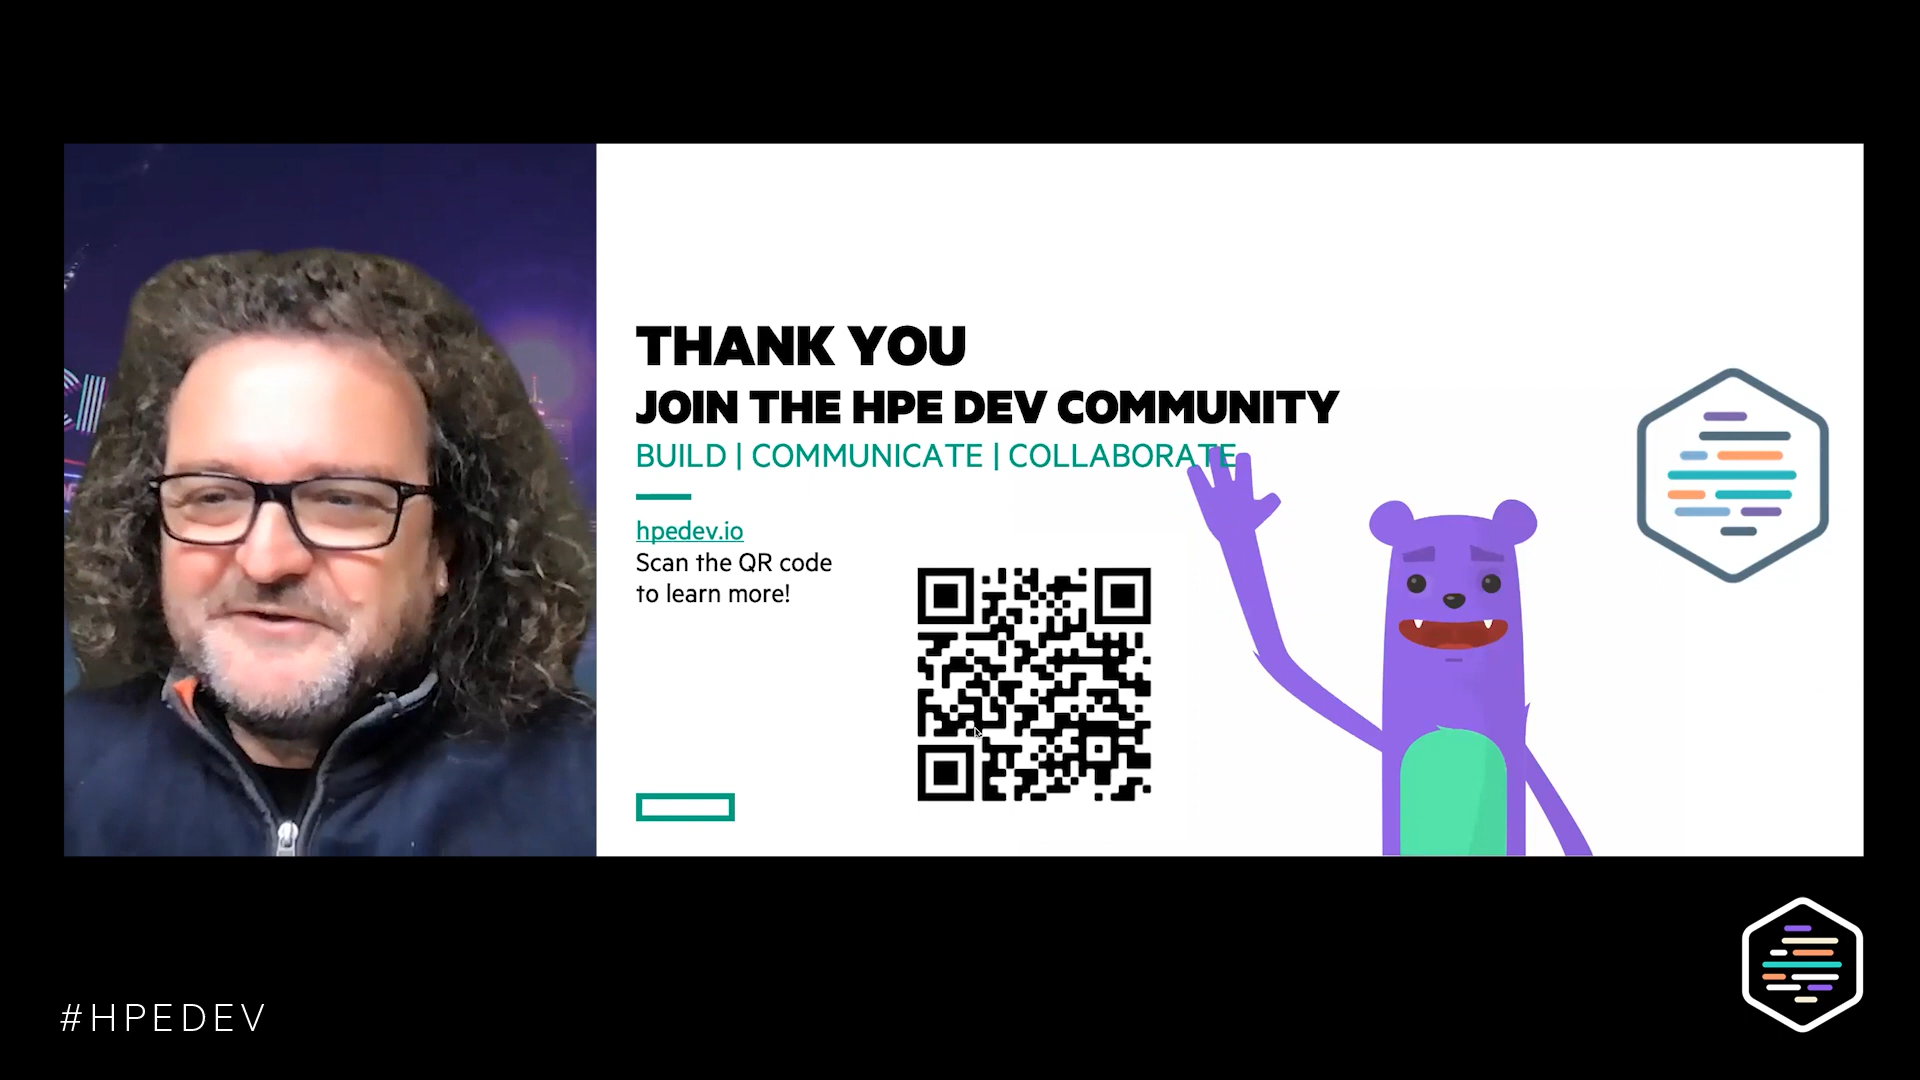 THANK YOU
JOIN THE HPE DEV COMMUNITY
BUILD | COMMUNICATE | COLLABORATE
hpedev.io
Scan the QR code
to learn more!
#HPEDEV